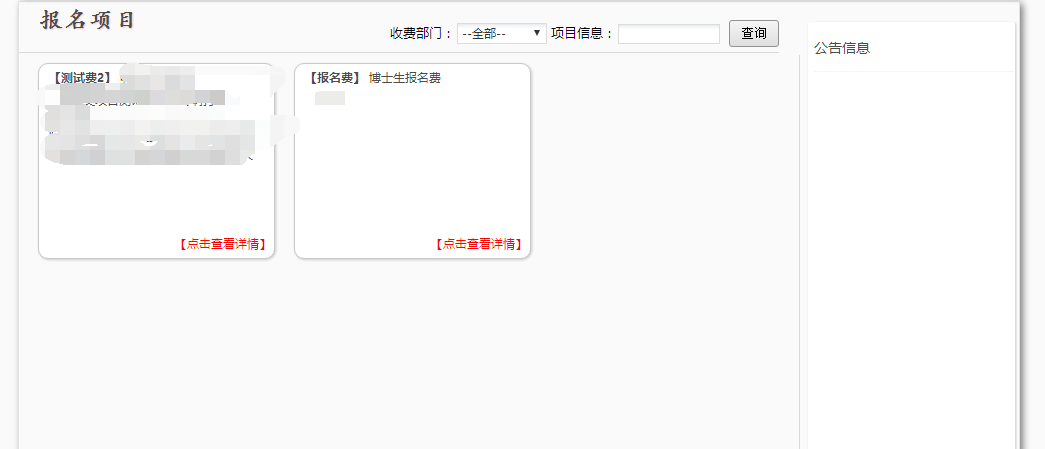 报名项目
收费部门： --全部-- 项目信息： 查询
公告信息
【测试费2】
【报名费】 博士生报名费
【点击查看详情】
【点击查看详情】